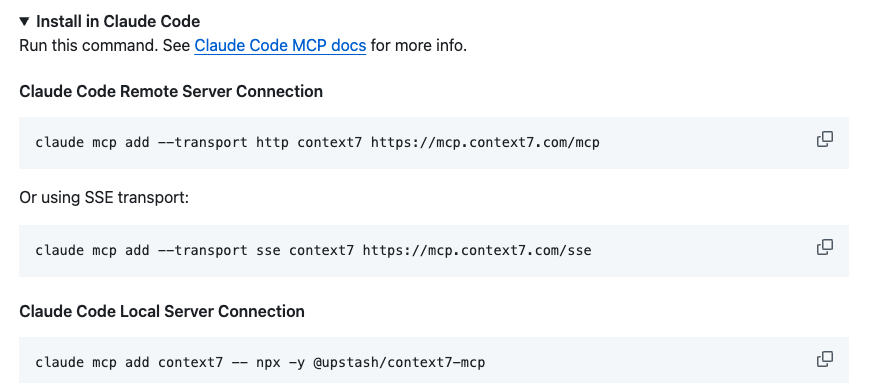 ▼ Install in Claude Code
Run this command. See Claude Code MCP docs for more info.
Claude Code Remote Server Connection
claude mcp add --transport http context7 https://mcp.context7.com/mcp
Or using SSE transport:
claude mcp add --transport sse context7 https://mcp.context7.com/sse
Claude Code Local Server Connection
claude mcp add context7 -- npx -y @upstash/context7-mcp